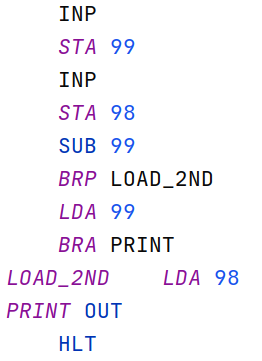 INP
STA 99
INP
STA 98
SUB 99
BRP LOAD_2ND
LDA 99
BRA PRINT
LOAD_2ND    LDA 98
PRINT OUT
HLT